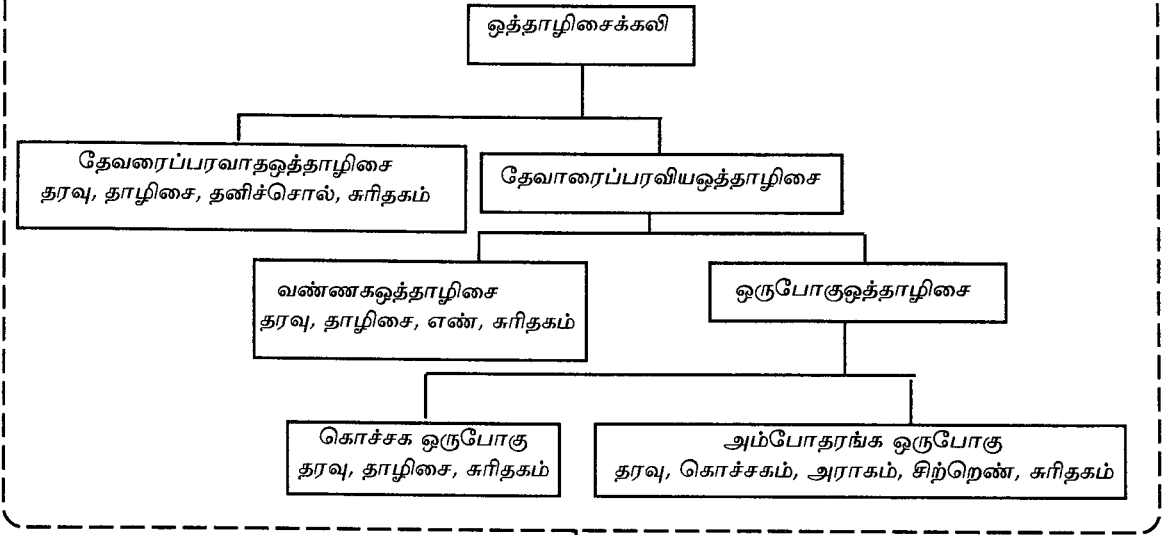 ஒத்தாழிசைக்கலி
தேவரைப்பரவாதஒத்தாழிசை
தரவு, தாழிசை, தனிச்சொல், சுரிதகம்
தேவாரைப்பரவியஒத்தாழிசை
வண்ணகஒத்தாழிசை
தரவு, தாழிசை, எண், சுரிதகம்
ஒருபோகுஒத்தாழிசை
கொச்சக ஒருபோகு
தரவு, தாழிசை, சுரிதகம்
அம்போதரங்க ஒருபோகு
தரவு, கொச்சகம், அராகம், சிற்றெண், சுரிதகம்